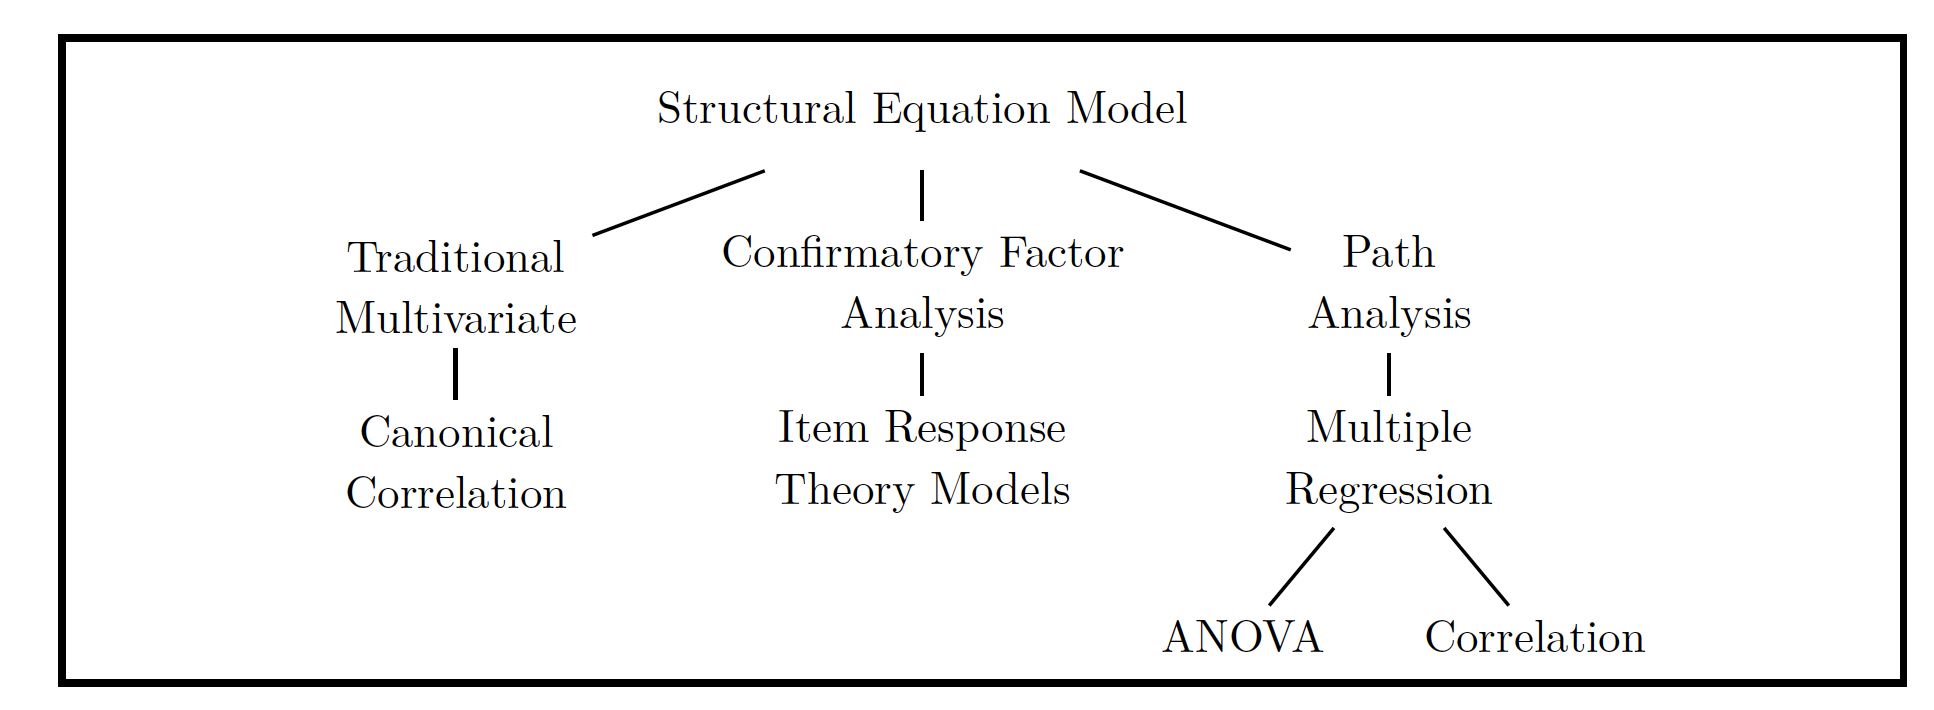 Structural Equation Model
Traditional
Multivariate
Confirmatory Factor
Analysis
Path
Analysis
Canonical
Correlation
Item Response
Theory Models
Multiple
Regression
ANOVA
Correlation